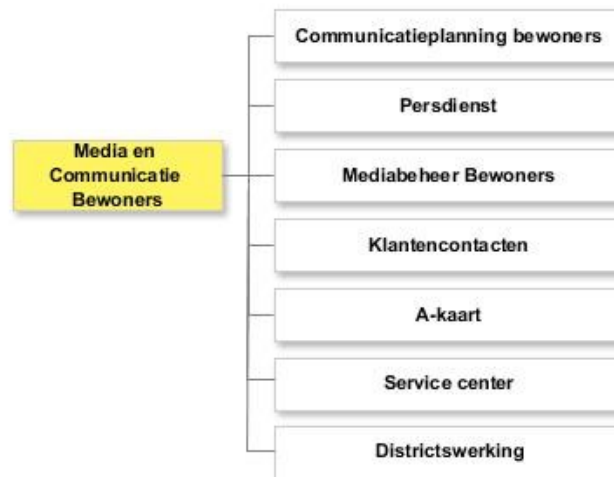 Communicatieplanning bewoners
Persdienst
Media en
Communicatie
Bewoners
Mediabeheer Bewoners
Klantencontacten
A-kaart
Service center
Districtswerking